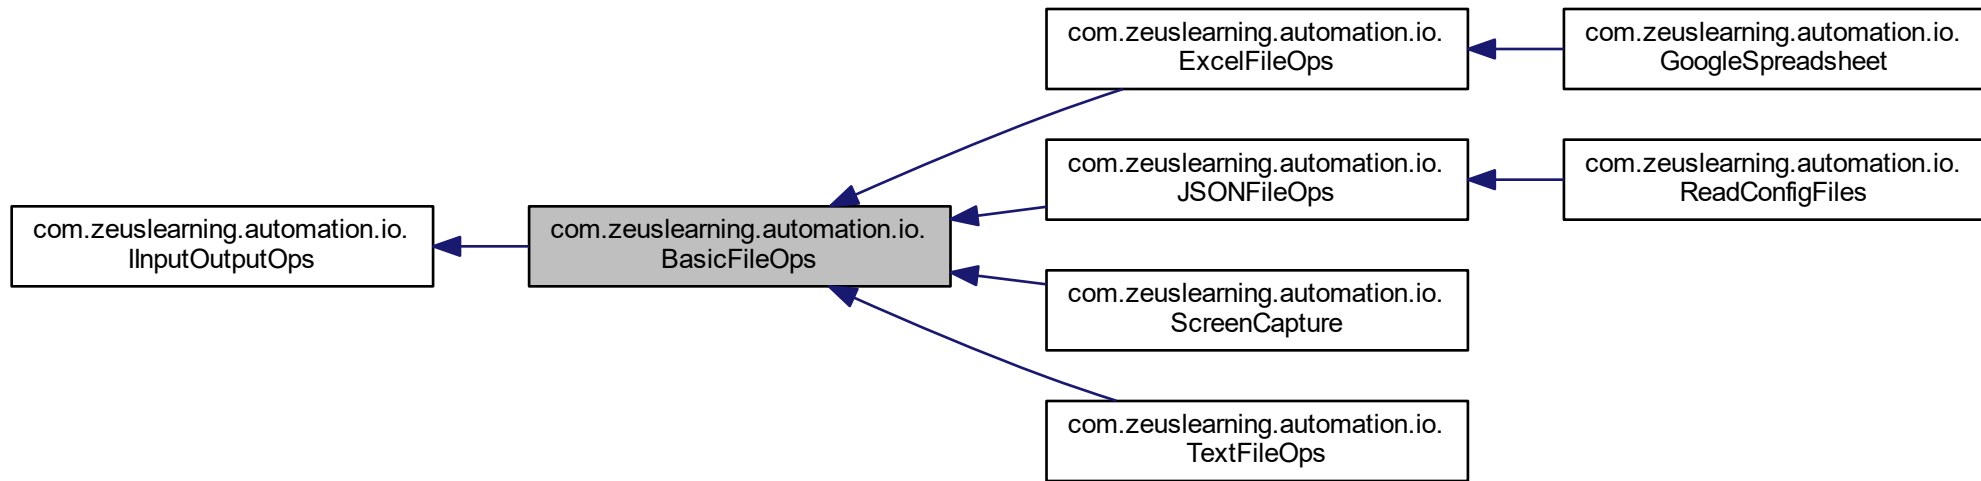 com.zeuslearning.automation.io.
IInputOutputOps
com.zeuslearning.automation.io.
BasicFileOps
com.zeuslearning.automation.io.
ExcelFileOps
com.zeuslearning.automation.io.
GoogleSpreadsheet
com.zeuslearning.automation.io.
JSONFileOps
com.zeuslearning.automation.io.
ReadConfigFiles
com.zeuslearning.automation.io.
ScreenCapture
com.zeuslearning.automation.io.
TextFileOps